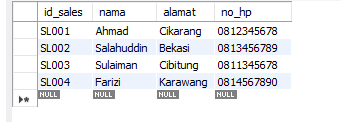 id_sales nama alamat no_hp
SL001 Ahmad Cikarang 0812345678
SL002 Salahuddin Bekasi 0813456789
SL003 Sulaiman Cibitung 0811345678
SL004 Farizi Karawang 0814567890
NULL NULL NULL NULL